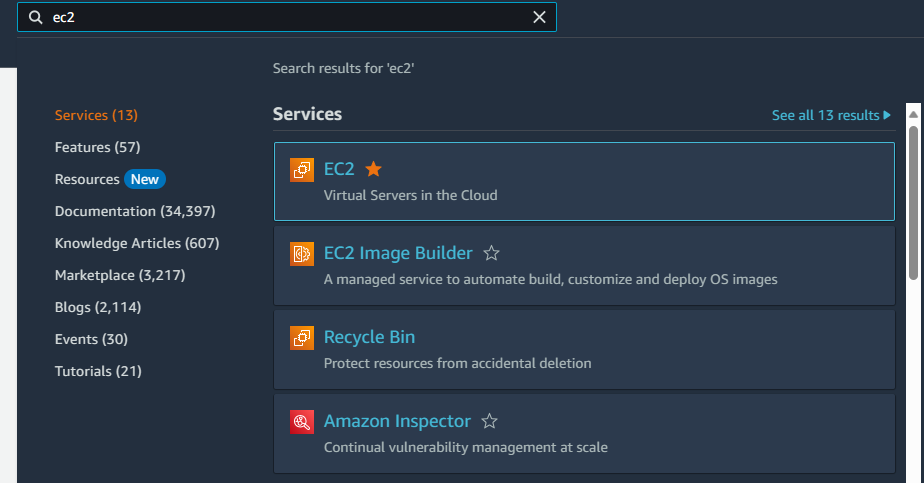 ec2
Search results for 'ec2'
Services (13)
Features (57)
Resources New
Documentation (34,397)
Knowledge Articles (607)
Marketplace (3,217)
Blogs (2,114)
Events (30)
Tutorials (21)
Services
See all 13 results
EC2
Virtual Servers in the Cloud
EC2 Image Builder
A managed service to automate build, customize and deploy OS images
Recycle Bin
Protect resources from accidental deletion
Amazon Inspector
Continual vulnerability management at scale